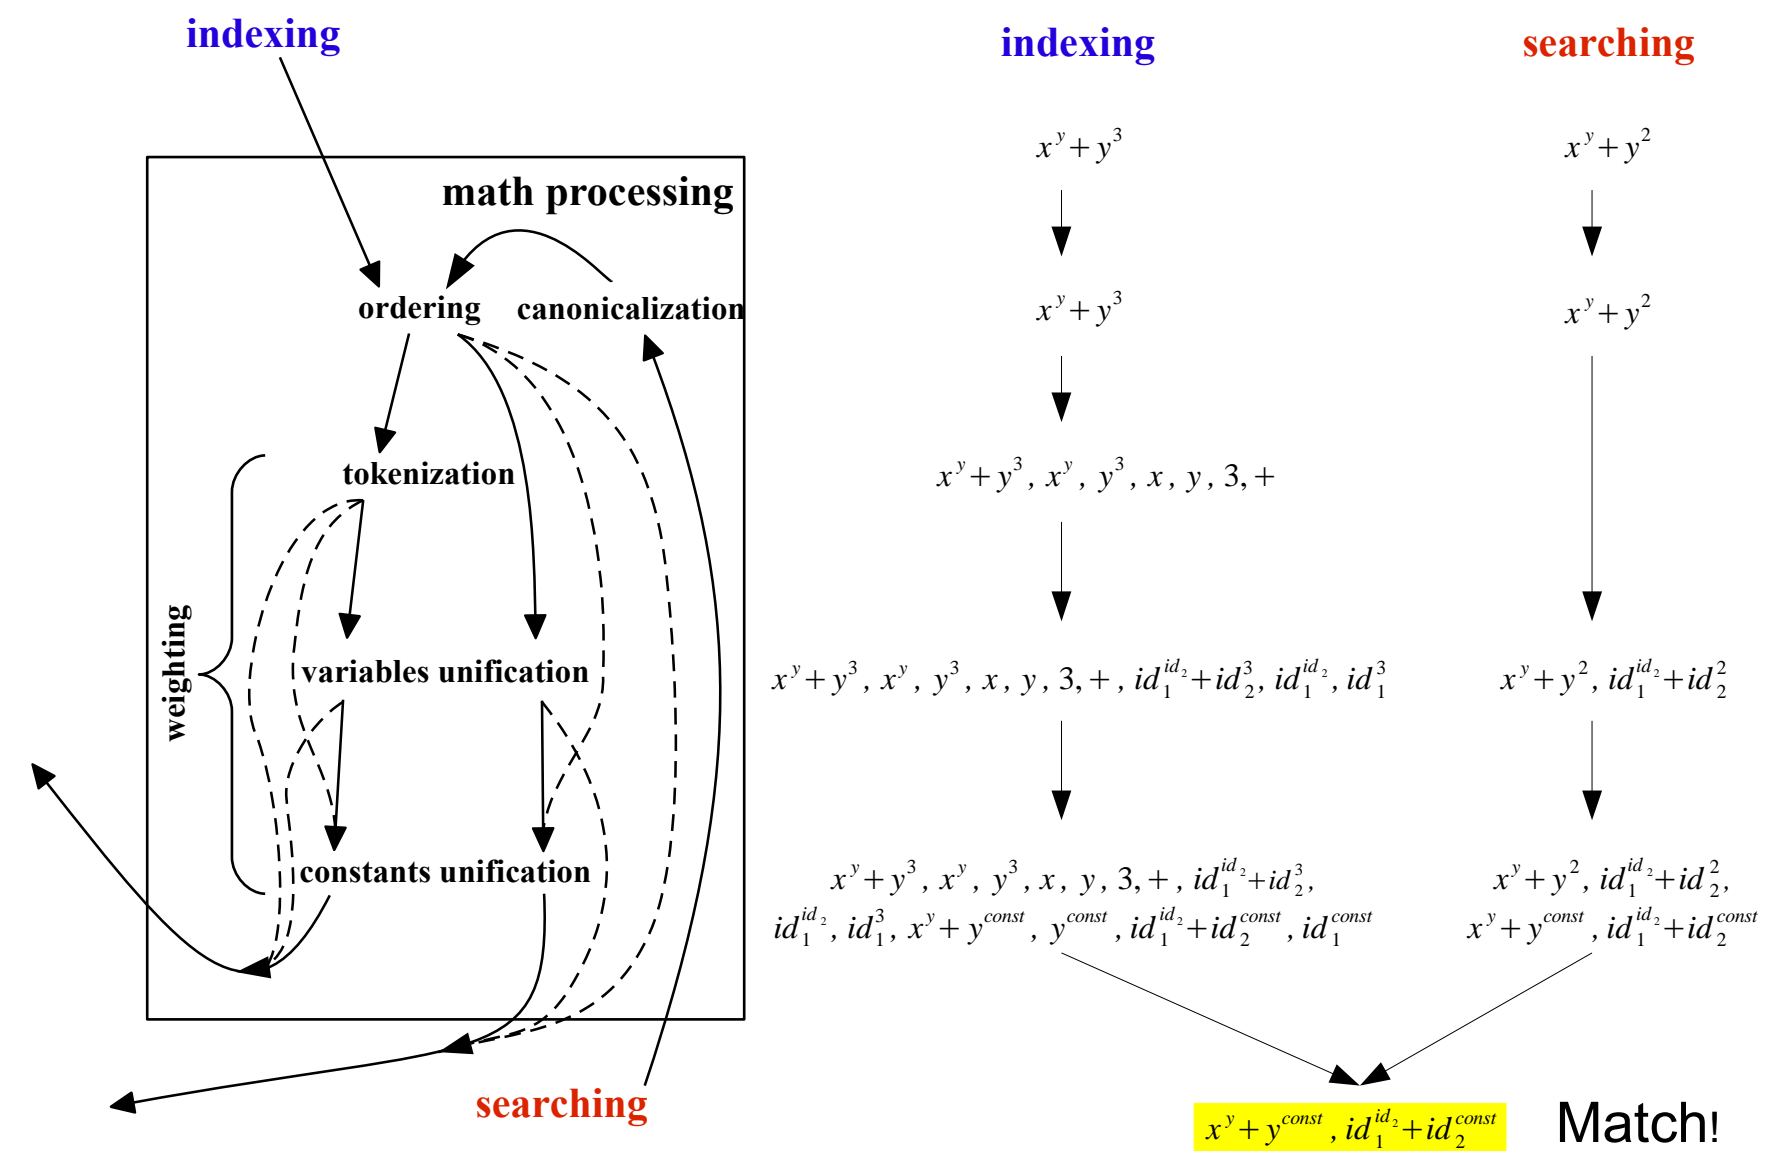 indexing
math processing
ordering
canonicalization
tokenization
weighting
variables unification
constants unification
searching
indexing
x^y + y^3
x^y + y^3
x^y + y^3, x^y, y^3, x, y, 3, +
x^y + y^3, x^y, y^3, x, y, 3, +, id_1^{id_2} + id_2^3, id_1^{id_2}, id_1^3
x^y + y^3, x^y, y^3, x, y, 3, +, id_1^{id_2} + id_2^3,
id_1^{id_2}, id_1^3, x^y + y^{const}, y^{const}, id_1^{id_2} + id_2^{const}, id_1^{const}
searching
x^y + y^2
x^y + y^2
x^y + y^2, id_1^{id_2} + id_2^2
x^y + y^2, id_1^{id_2} + id_2^2,
x^y + y^{const}, id_1^{id_2} + id_2^{const}
x^y + y^{const}, id_1^{id_2} + id_2^{const}
Match!